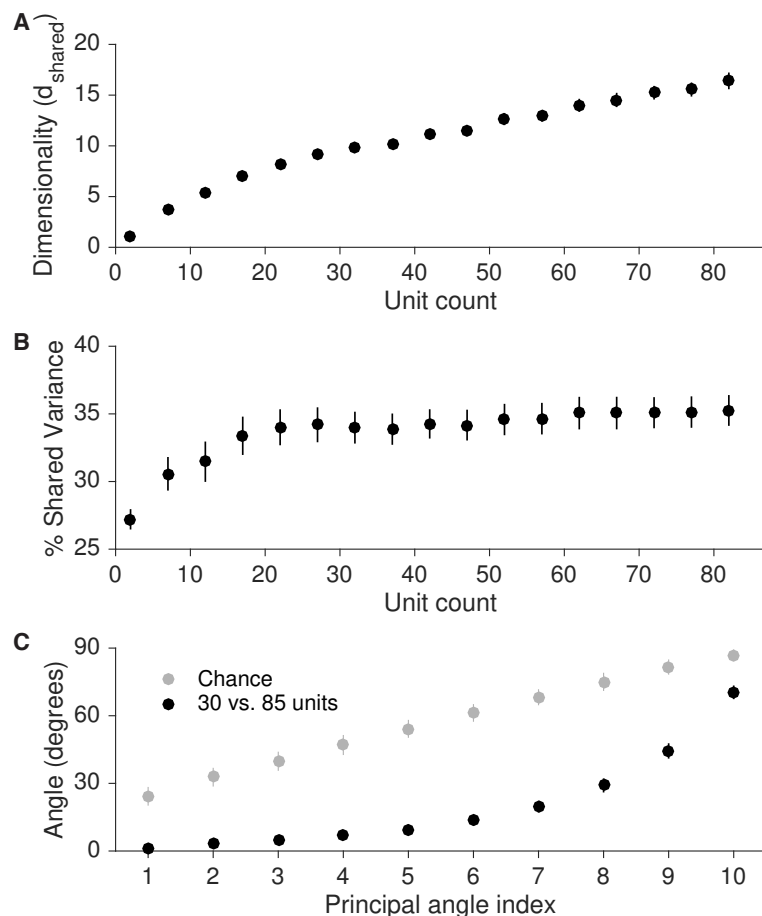 A
Dimensionality (d_shared)
20
15
10
5
0
0 10 20 30 40 50 60 70 80
Unit count
B
% Shared Variance
40
35
30
25
0 10 20 30 40 50 60 70 80
Unit count
C
Angle (degrees)
90
60
30
0
Chance
30 vs. 85 units
1 2 3 4 5 6 7 8 9 10
Principal angle index